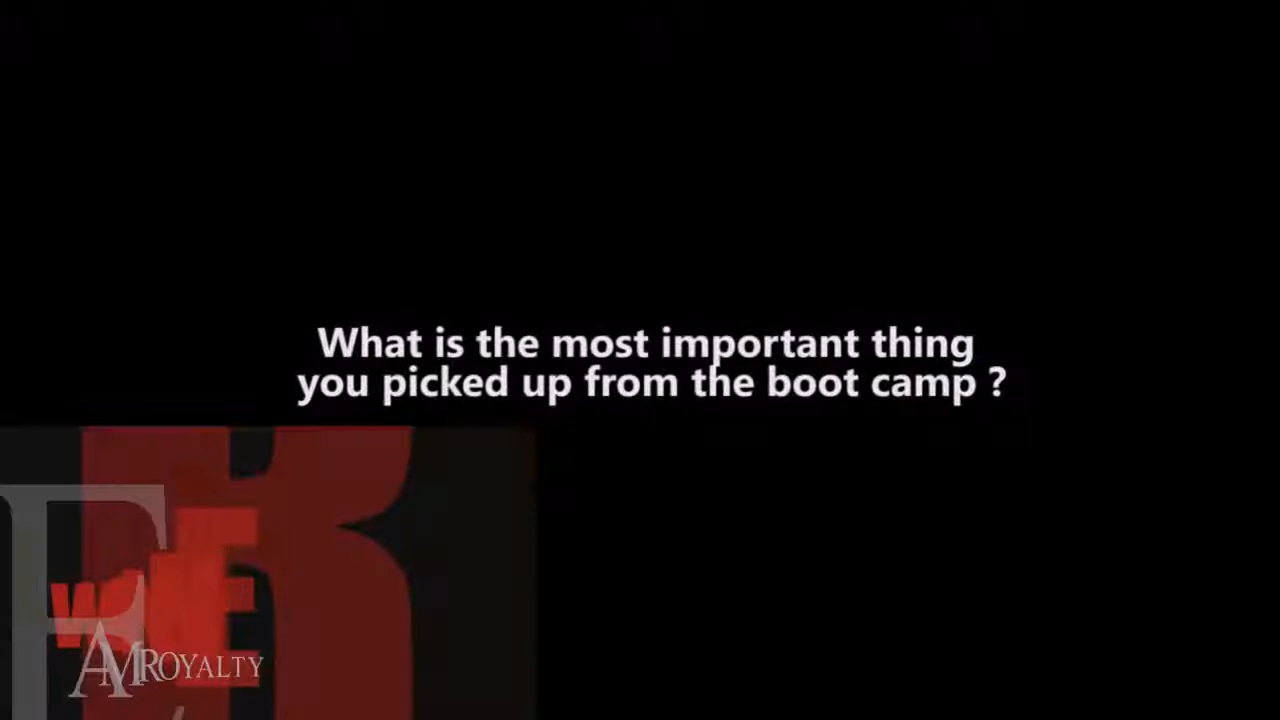 What is the most important thing
you picked up from the boot camp ?
AMROYALTY